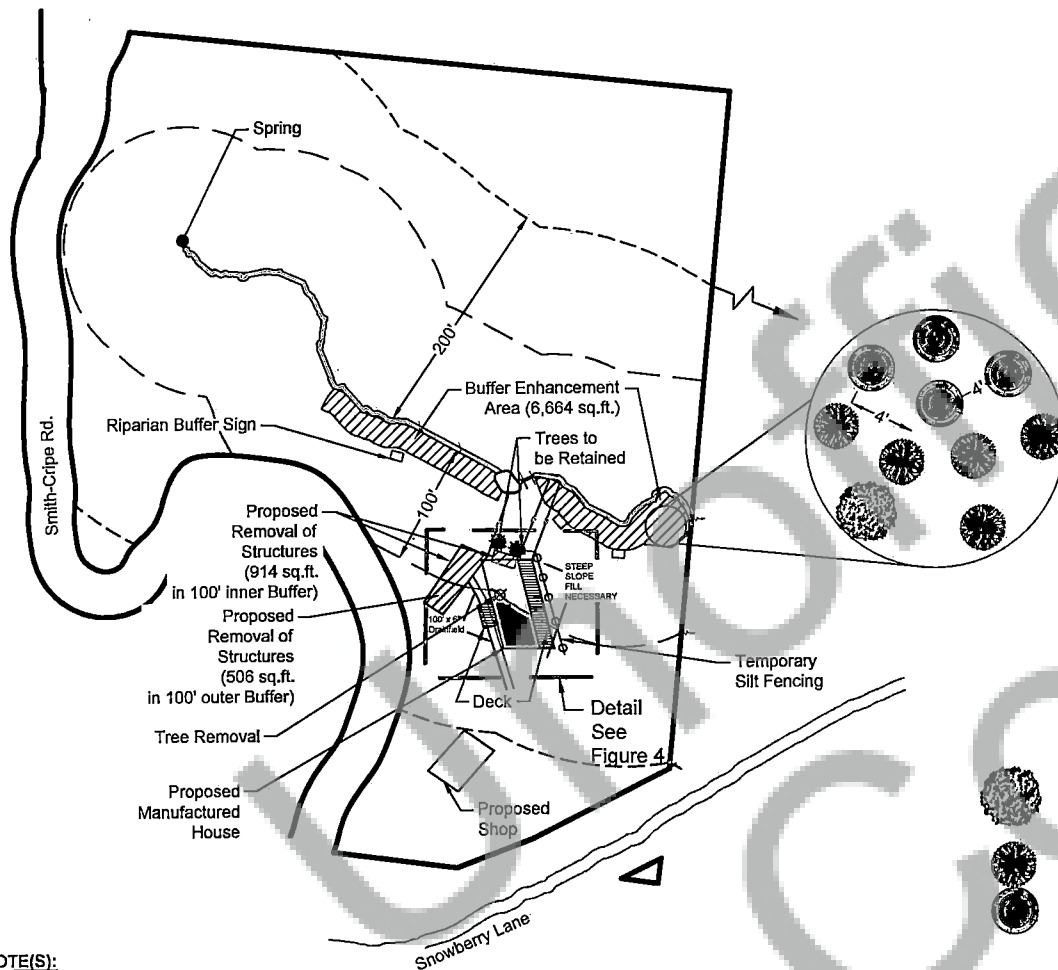 Spring
200'
Smith-Cripe Rd.
Buffer Enhancement
Area (6,664 sq.ft.)
4'
4'
Riparian Buffer Sign
Trees to
be Retained
100'
Proposed
Removal of
Structures
(914 sq.ft.
in 100' inner Buffer)
STEEP
SLOPE
FILL
NECESSARY
Proposed
Removal of
Structures
(506 sq.ft.
in 100' outer Buffer)
Drainfield
Temporary
Silt Fencing
Deck
Detail
See
Figure 4
Tree Removal
Proposed
Manufactured
House
Proposed
Shop
Snowberry Lane
OTE(S):